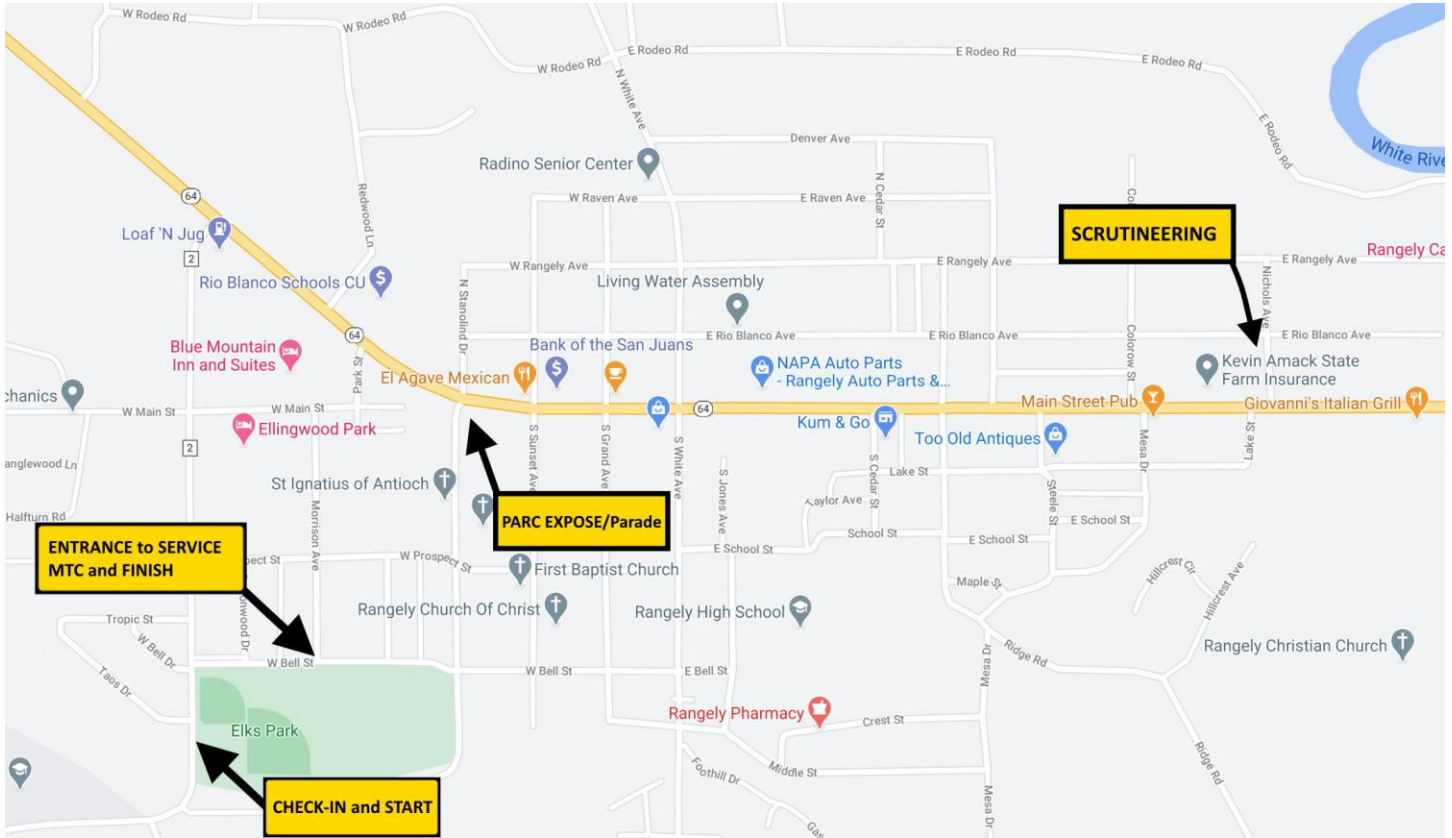 W Rodeo Rd
W Rodeo Rd
W Rodeo Rd
E Rodeo Rd
E Rodeo Rd
E Rodeo Rd
E Rodeo Rd
N White Ave
Denver Ave
White Rive
Radino Senior Center
N Cedar St
64
Redwood Ln
W Raven Ave
E Raven Ave
SCRUTINEERING
Loaf 'N Jug
2
Rio Blanco Schools CU
N Stanolind Dr
W Rangely Ave
Living Water Assembly
E Rangely Ave
Nichols Ave
E Rangely Ave
Rangely Ca
64
Blue Mountain
Inn and Suites
Park St
Bank of the San Juans
E Rio Blanco Ave
E Rio Blanco Ave
Colorow St
E Rio Blanco Ave
El Agave Mexican
NAPA Auto Parts
- Rangely Auto Parts &...
Kevin Amack State
Farm Insurance
chanics
W Main St
W Main St
64
Main Street Pub
Giovanni's Italian Grill
Ellingwood Park
Kum & Go
Too Old Antiques
2
S Sunset Ave
S Grand Ave
S White Ave
Lake St
Mesa Dr
anglewood Ln
St Ignatius of Antioch
S Jones Ave
S Cedar St
Lake St
Steele St
Halfturn Rd
Morrison Ave
PARC EXPOSE/Parade
Taylor Ave
E School St
ENTRANCE to SERVICE
MTC and FINISH
pect St
W Prospect St
First Baptist Church
E School St
School St
E School St
Hillcrest Cir
Hillcrest Ave
Maple St
Tropic St
onwood Dr
Rangely Church Of Christ
Rangely High School
W Bell Dr
W Bell St
W Bell St
E Bell St
Mesa Dr
Ridge Rd
Rangely Christian Church
Taos Dr
Elks Park
Rangely Pharmacy
Crest St
Middle St
Foothill Dr
Ridge Rd
CHECK-IN and START
Mesa Dr
Gas